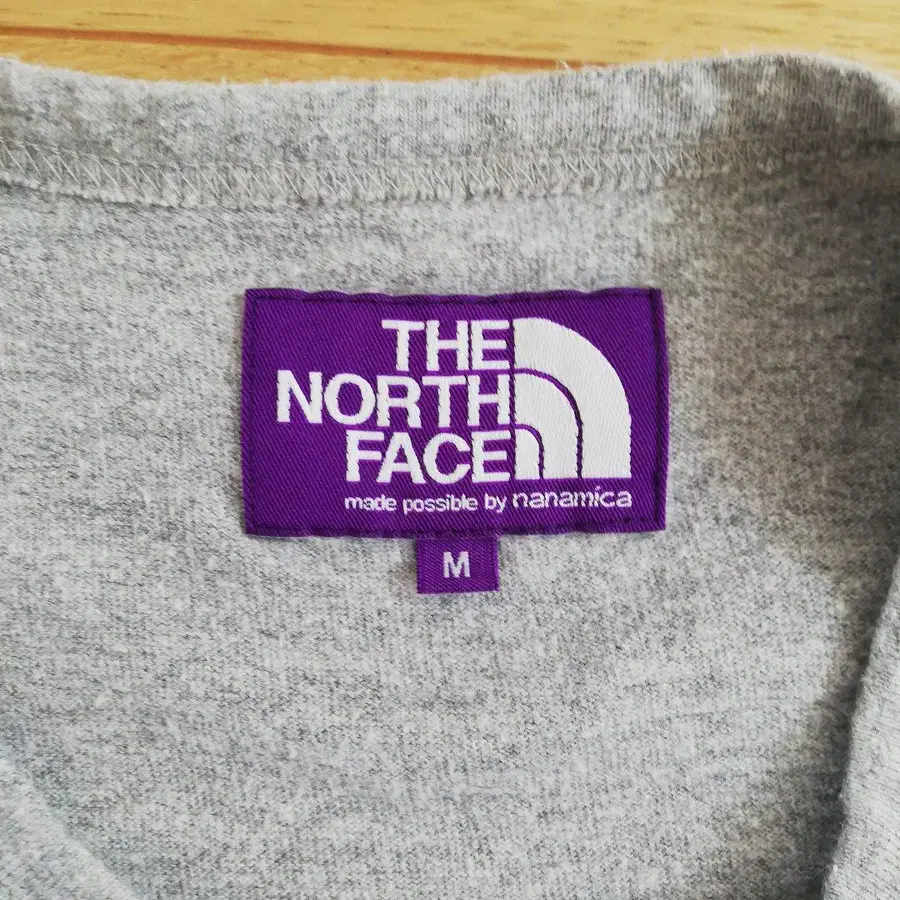 THE
NORTH
FACE
made possible by nanamica
M